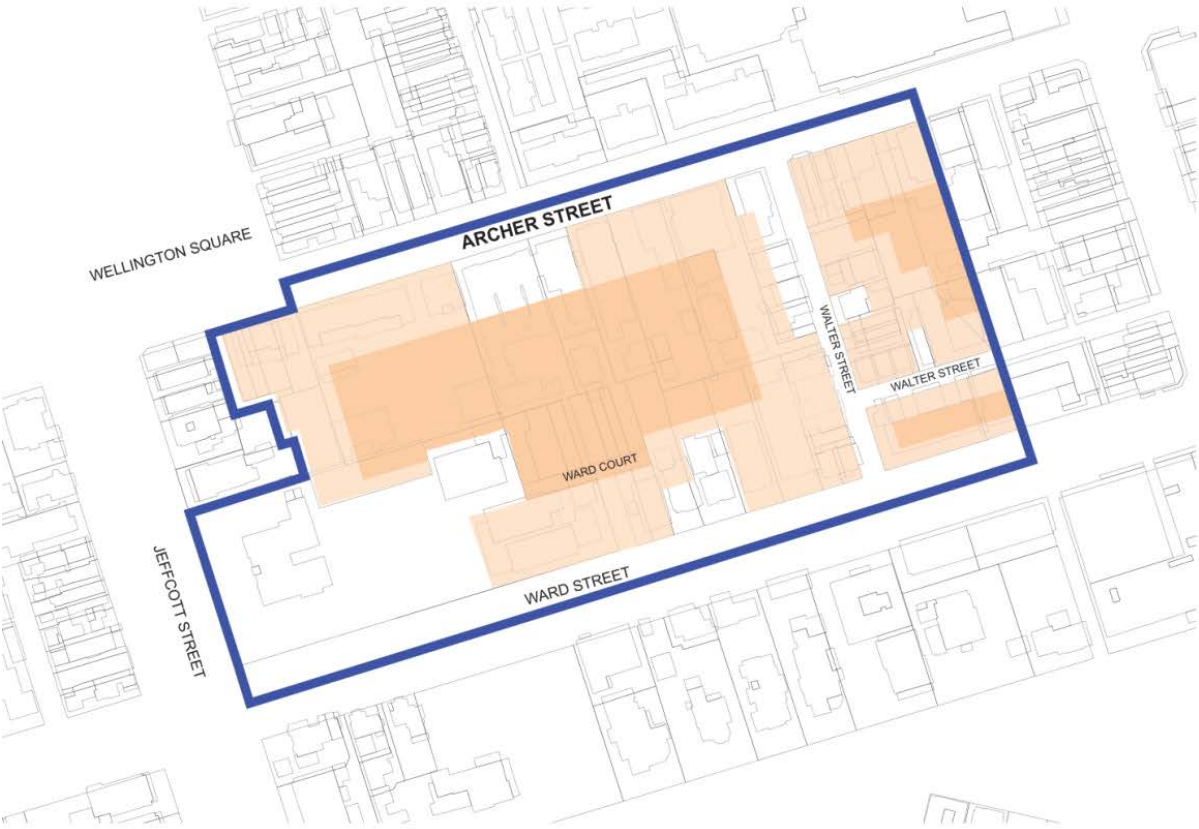 ARCHER STREET
WELLINGTON SQUARE
WALTER STREET
WALTER STREET
WARD COURT
JEFFCOTT STREET
WARD STREET